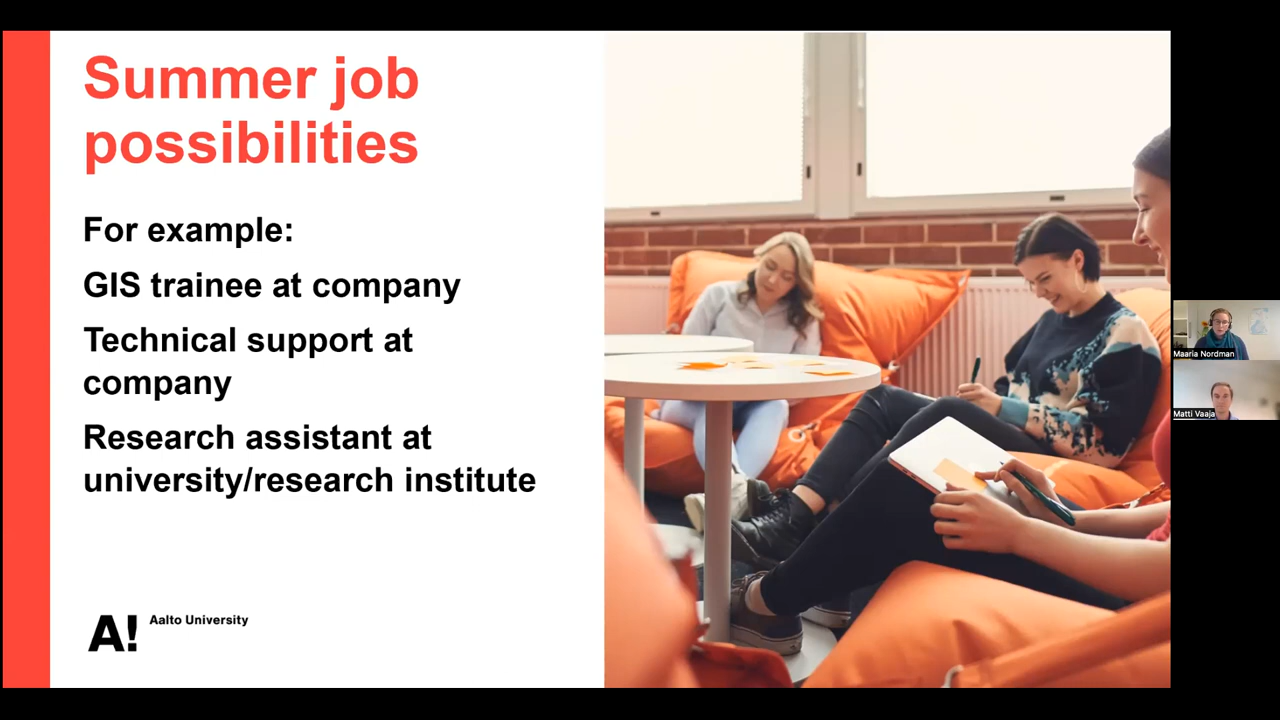 Summer job
possibilities
For example:
GIS trainee at company
Technical support at
company
Research assistant at
university/research institute
A! Aalto University
Maaria Nordman
Matti Vaaja